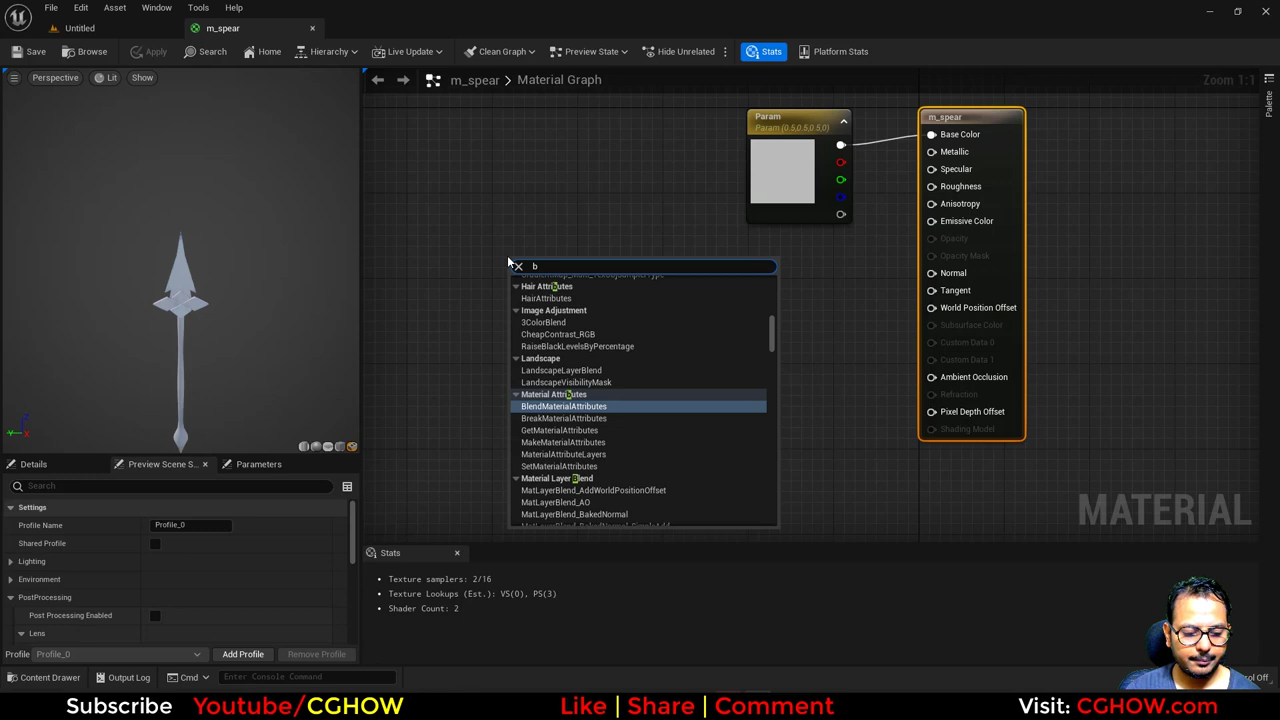 File Edit Asset Window Tools Help
Untitled m_spear
Save Browse Apply Search Home Hierarchy Live Update Clean Graph Preview State Hide Unrelated Stats Platform Stats
Perspective Lit Show
m_spear > Material Graph
Zoom 1:1
Palette
Param
Param (0.5,0.5,0.5,0)
m_spear
Base Color
Metallic
Specular
Roughness
Anisotropy
Emissive Color
Opacity
Opacity Mask
Normal
Tangent
World Position Offset
Subsurface Color
Custom Data 0
Custom Data 1
Ambient Occlusion
Refraction
Pixel Depth Offset
Shading Model
b
Hair Attributes
HairAttributes
Image Adjustment
3ColorBlend
CheapContrast_RGB
RaiseBlackLevelsByPercentage
Landscape
LandscapeLayerBlend
LandscapeVisibilityMask
Material Attributes
BlendMaterialAttributes
BreakMaterialAttributes
GetMaterialAttributes
MakeMaterialAttributes
MaterialAttributeLayers
SetMaterialAttributes
Material Layer Blend
MatLayerBlend_AddWorldPositionOffset
MatLayerBlend_AO
MatLayerBlend_BakedNormal
MATERIAL
Details Preview Scene S... Parameters
Search
Settings
Profile Name Profile_0
Shared Profile
Lighting
Environment
PostProcessing
Post Processing Enabled
Lens
Profile Profile_0 Add Profile Remove Profile
Stats
Texture samplers: 2/16
Texture Lookups (Est.): VS(0), PS(3)
Shader Count: 2
Content Drawer Output Log Cmd Enter Console Command
Subscribe Youtube/CGHOW Like | Share | Comment Visit: CGHOW.com